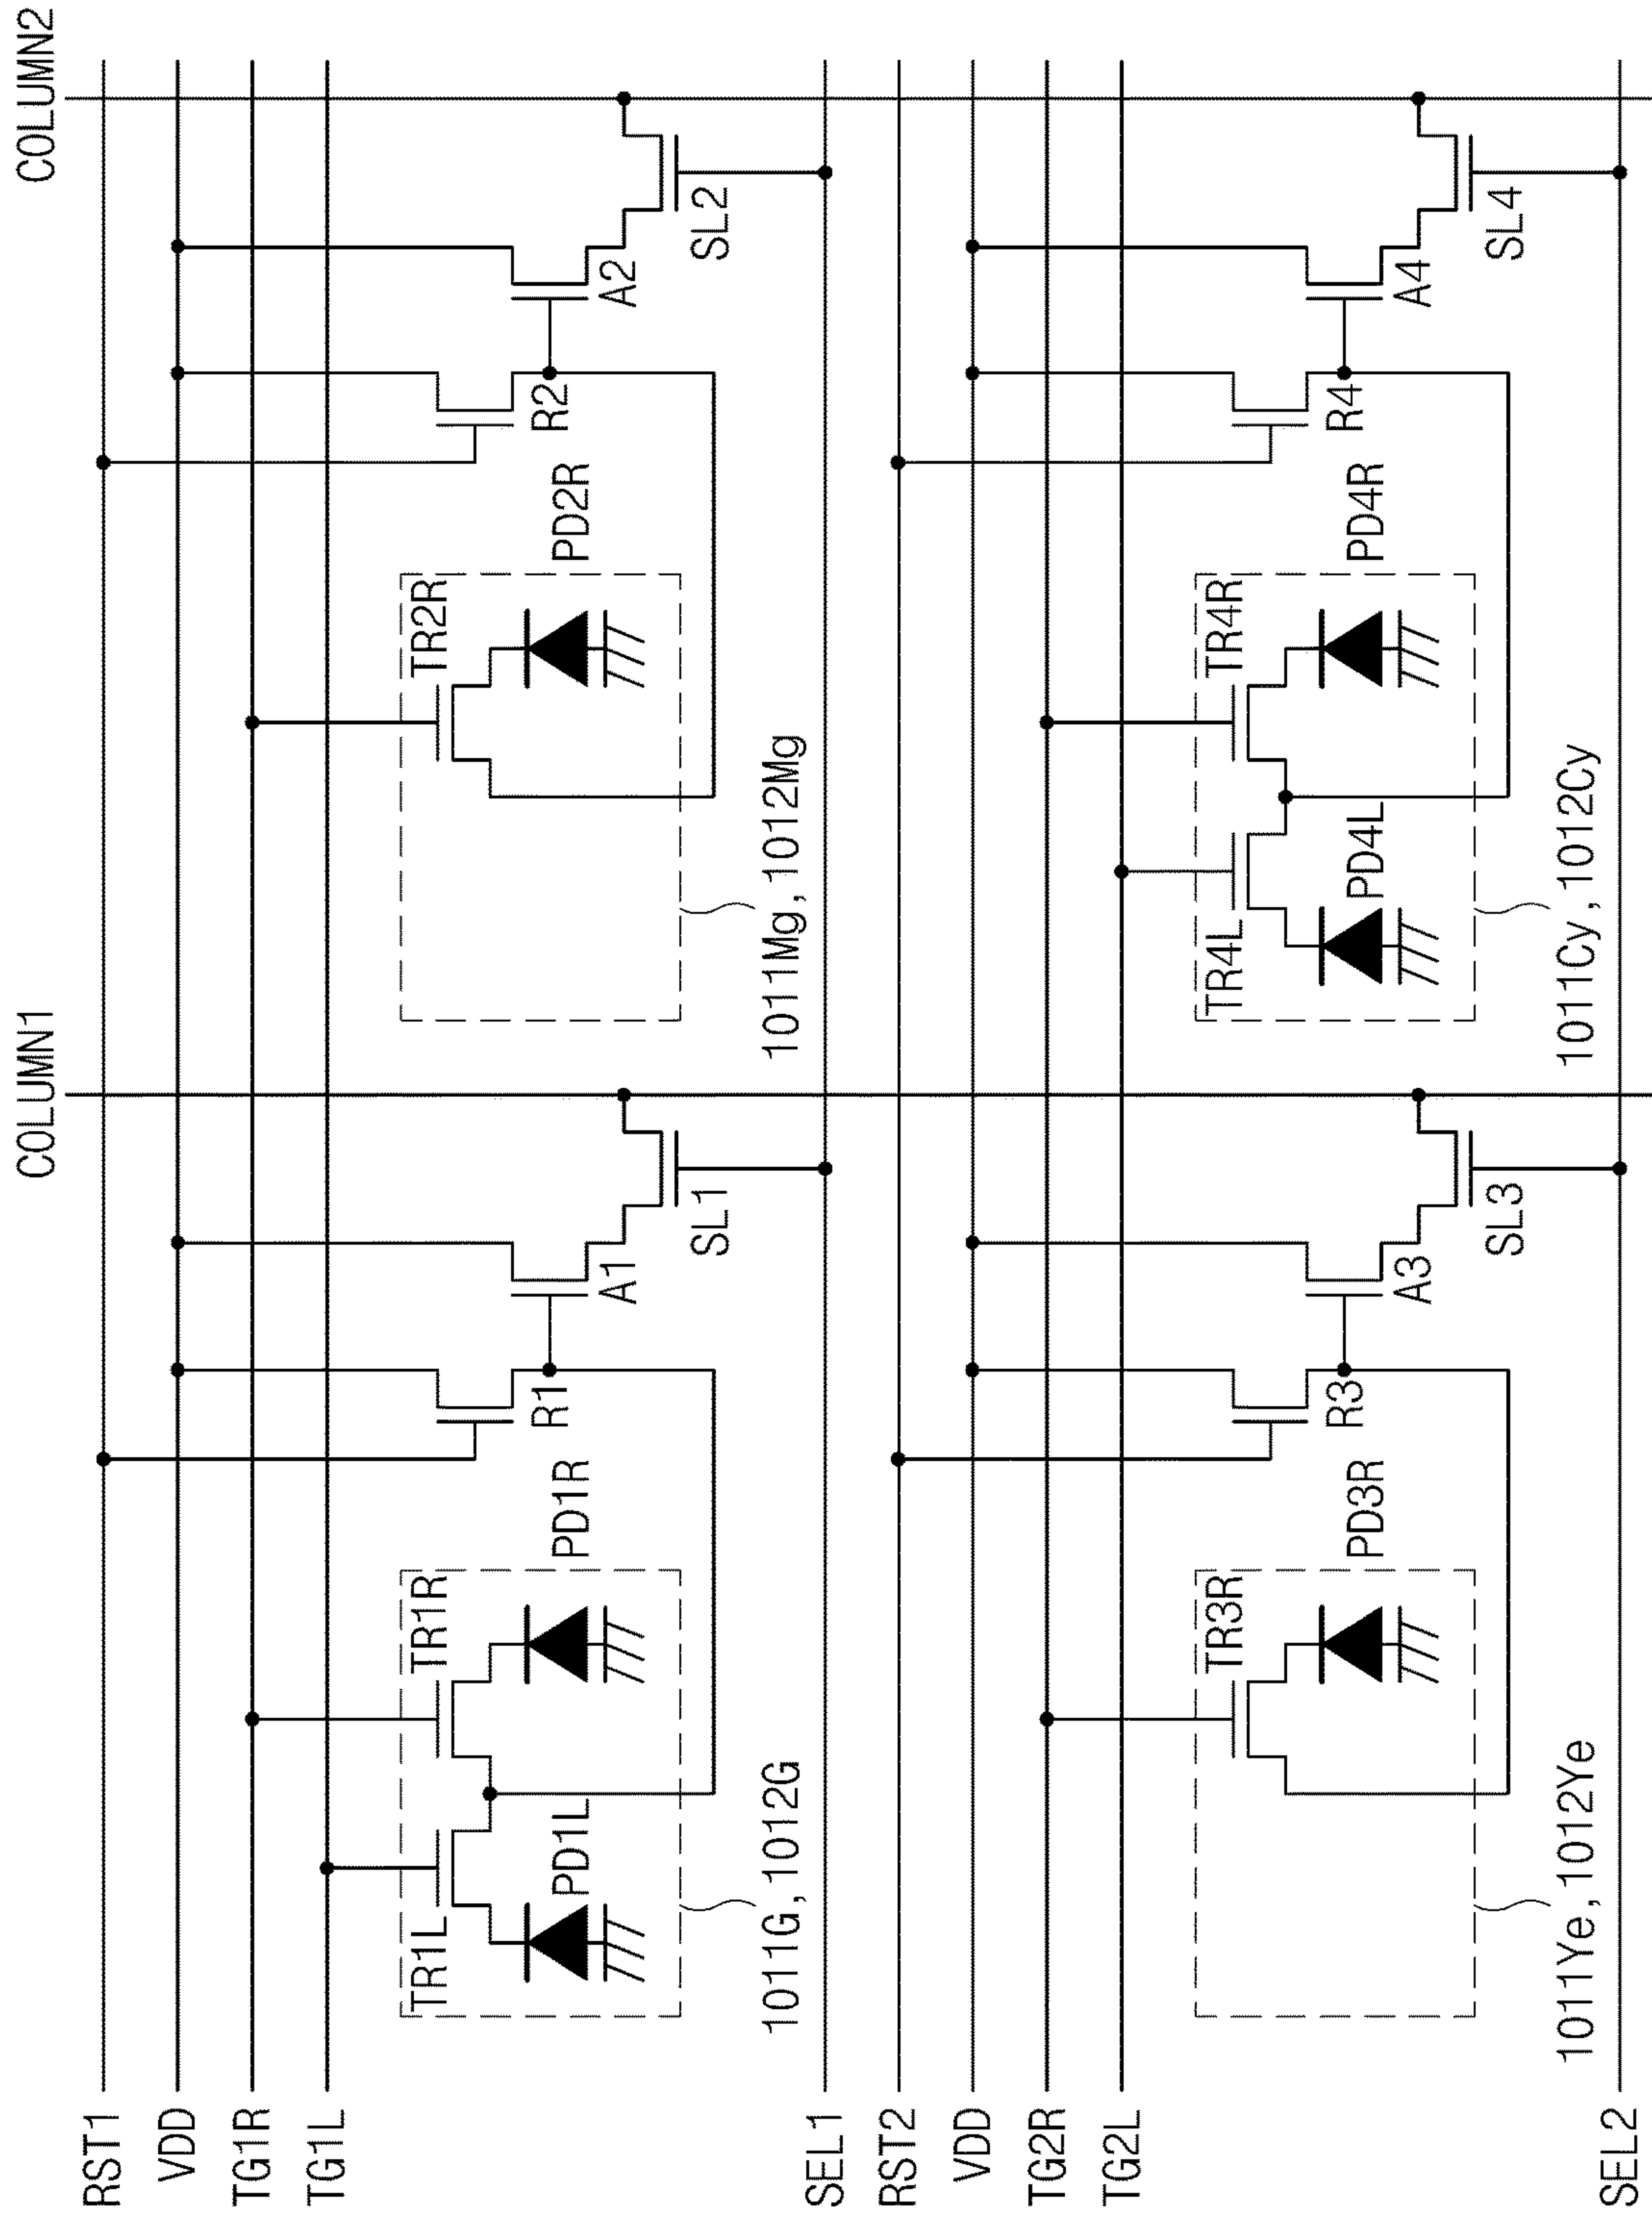 COLUMN1
COLUMN2
RST1
VDD
TG1R
TG1L
TR1L
TR1R
PD1L
PD1R
R1
A1
SL1
1011G, 1012G
TR2R
PD2R
R2
A2
SL2
1011Mg, 1012Mg
SEL1
RST2
VDD
TG2R
TG2L
TR3R
PD3R
R3
A3
SL3
1011Ye, 1012Ye
TR4L
TR4R
PD4L
PD4R
R4
A4
SL4
1011Cy, 1012Cy
SEL2